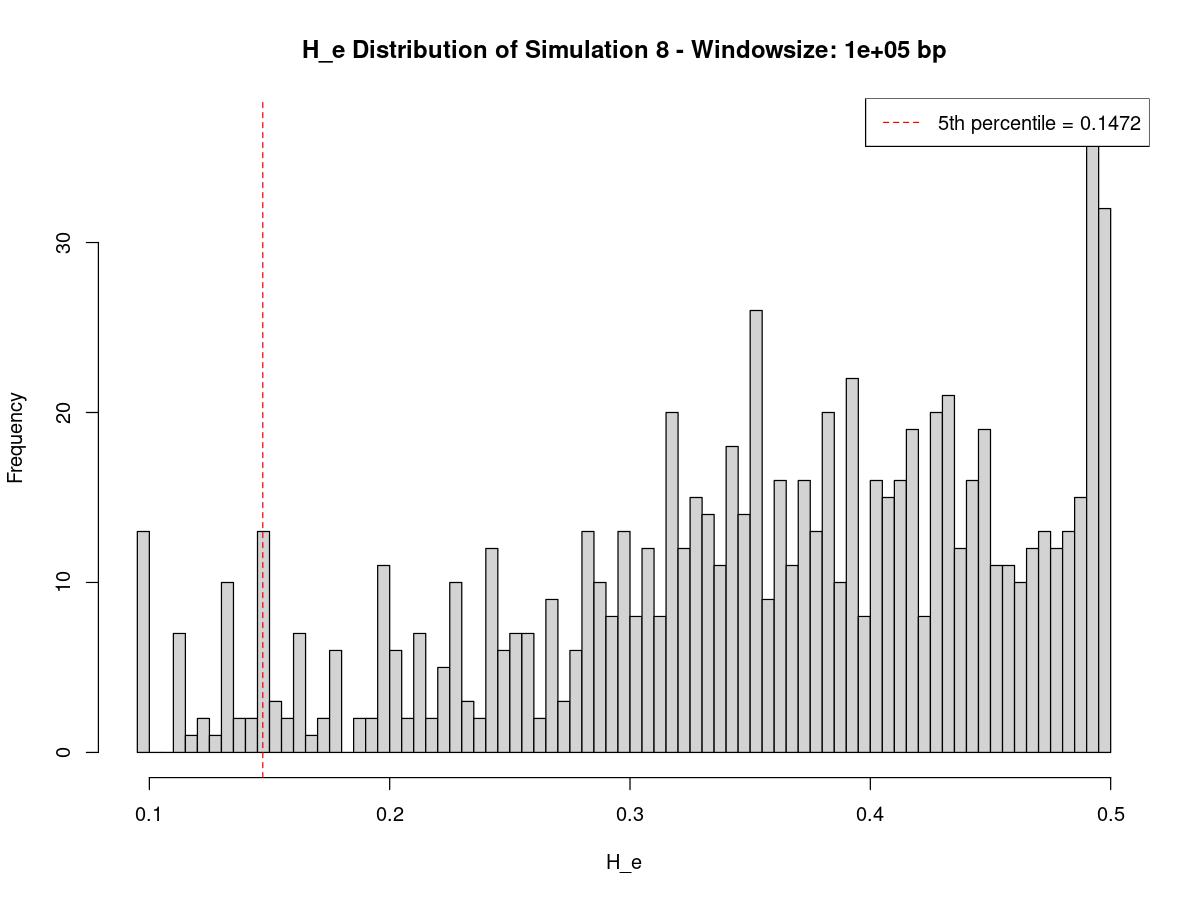 H_e Distribution of Simulation 8 - Windowsize: 1e+05 bp
5th percentile = 0.1472
Frequency
30
20
10
0
0.1 0.2 0.3 0.4 0.5
H_e